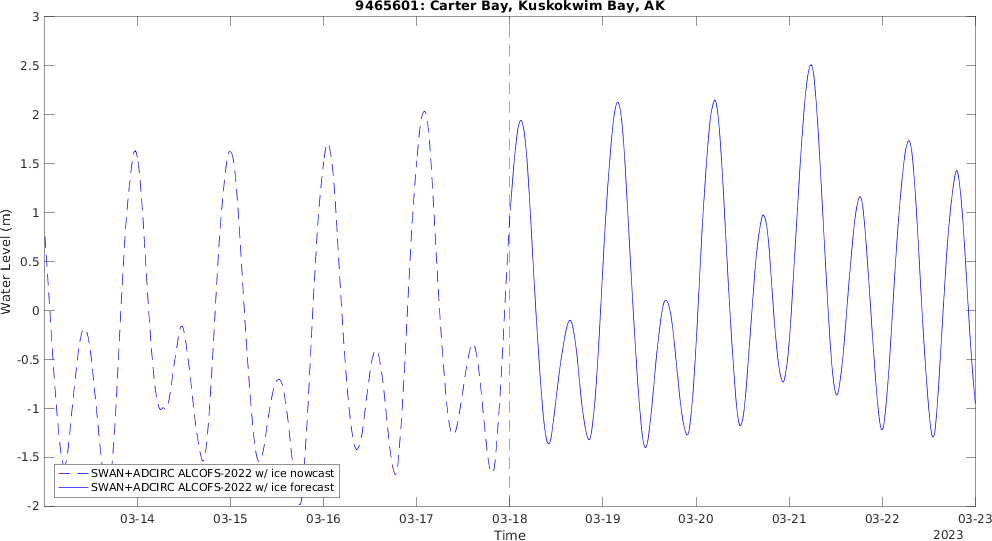 9465601: Carter Bay, Kuskokwim Bay, AK
3
2.5
2
1.5
1
0.5
0
-0.5
-1
-1.5
-2
Water Level (m)
SWAN+ADCIRC ALCOFS-2022 w/ ice nowcast
SWAN+ADCIRC ALCOFS-2022 w/ ice forecast
03-14 03-15 03-16 03-17 03-18 03-19 03-20 03-21 03-22 03-23
Time
2023